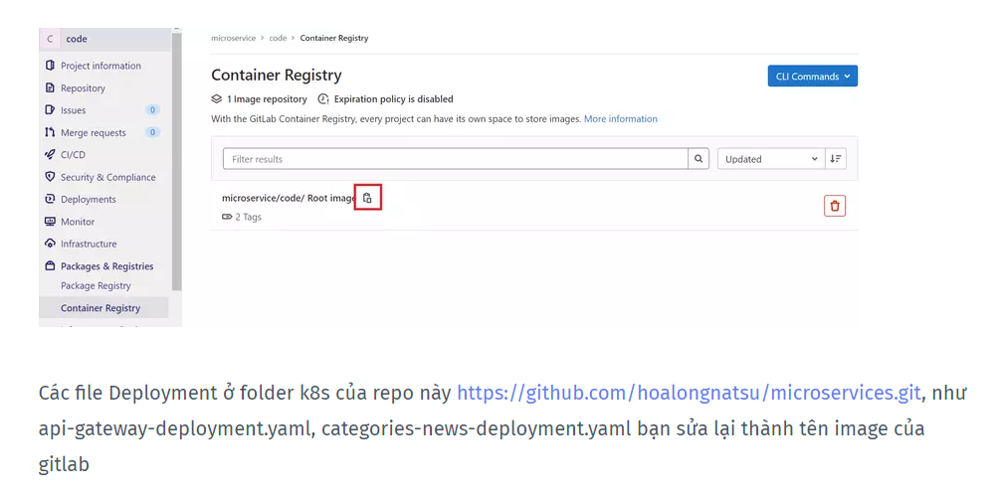 C code
microservice > code > Container Registry
Project information
Repository
Issues 0
Merge requests 0
CI/CD
Security & Compliance
Deployments
Monitor
Infrastructure
Packages & Registries
Package Registry
Container Registry
Container Registry
CLI Commands
1 Image repository Expiration policy is disabled
With the GitLab Container Registry, every project can have its own space to store images. More information
Filter results
Updated
microservice/code/ Root image
2 Tags
Các file Deployment ở folder k8s của repo này https://github.com/hoalongnatsu/microservices.git, như
api-gateway-deployment.yaml, categories-news-deployment.yaml bạn sửa lại thành tên image của
gitlab